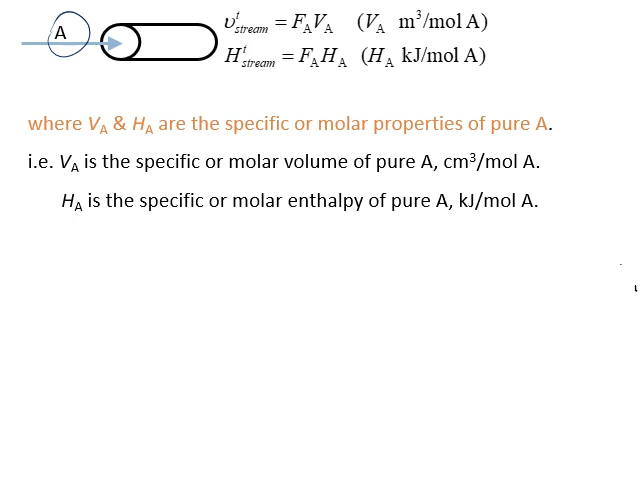 A
υᵗstream = F_A V_A (V_A m³/mol A)
Hᵗstream = F_A H_A (H_A kJ/mol A)
where V_A & H_A are the specific or molar properties of pure A.
i.e. V_A is the specific or molar volume of pure A, cm³/mol A.
H_A is the specific or molar enthalpy of pure A, kJ/mol A.